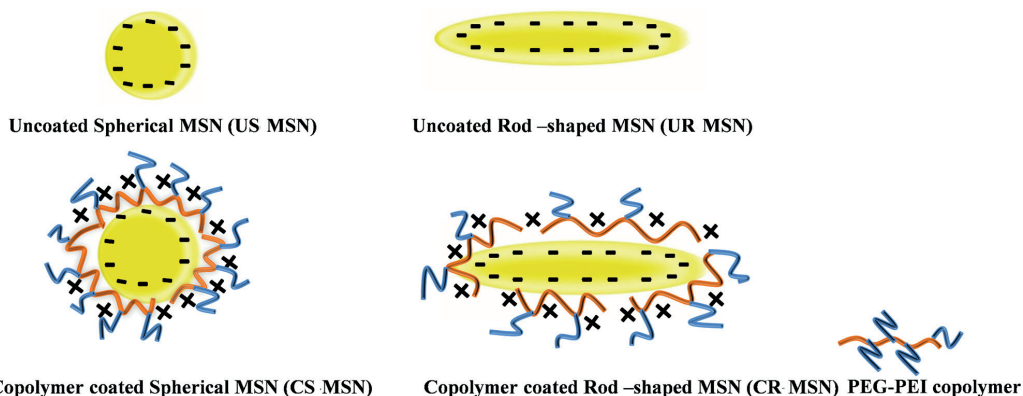 Uncoated Spherical MSN (US MSN)
Uncoated Rod –shaped MSN (UR MSN)
Copolymer coated Spherical MSN (CS MSN)
Copolymer coated Rod –shaped MSN (CR MSN)
PEG-PEI copolymer